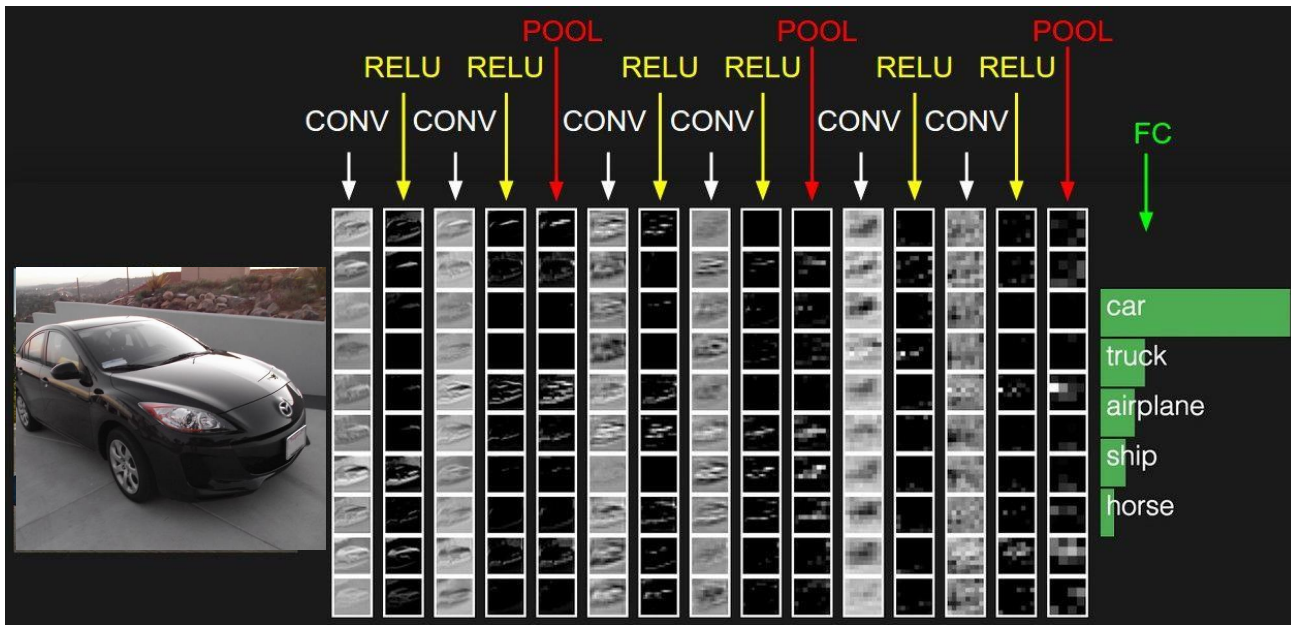 POOL POOL POOL
RELU RELU RELU RELU RELU RELU
CONV CONV CONV CONV CONV CONV
FC
car
truck
airplane
ship
horse